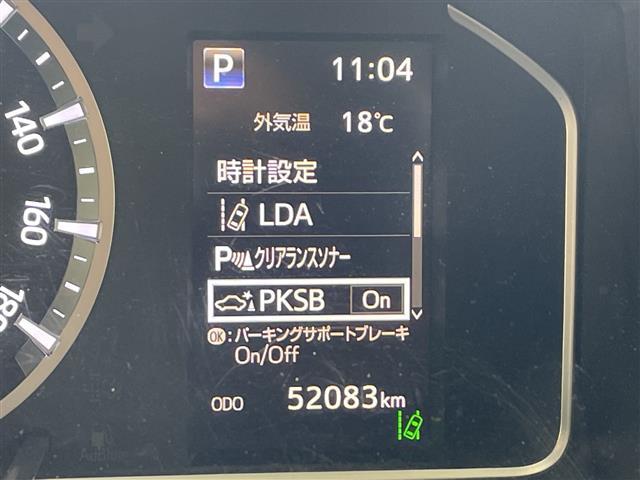 P 11:04
外気温 18℃
時計設定
LDA
P クリアランスソナー
PKSB On
OK:パーキングサポートブレーキ
On/Off
ODO 52083km
140
160
180
AdBlue